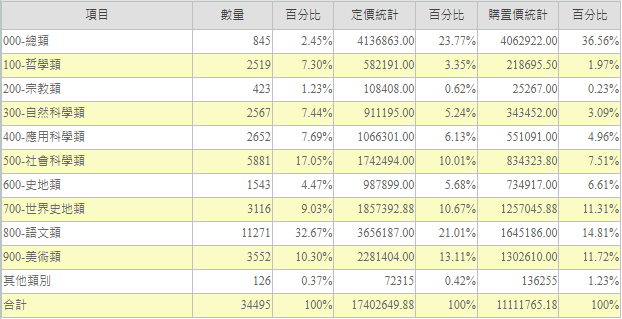 項目 數量 百分比 定價統計 百分比 購置價統計 百分比
000-總類 845 2.45% 4136863.00 23.77% 4062922.00 36.56%
100-哲學類 2519 7.30% 582191.00 3.35% 218695.50 1.97%
200-宗教類 423 1.23% 108408.00 0.62% 25267.00 0.23%
300-自然科學類 2567 7.44% 911195.00 5.24% 343452.00 3.09%
400-應用科學類 2652 7.69% 1066301.00 6.13% 551091.00 4.96%
500-社會科學類 5881 17.05% 1742494.00 10.01% 834323.80 7.51%
600-史地類 1543 4.47% 987899.00 5.68% 734917.00 6.61%
700-世界史地類 3116 9.03% 1857392.88 10.67% 1257045.88 11.31%
800-語文類 11271 32.67% 3656187.00 21.01% 1645186.00 14.81%
900-美術類 3552 10.30% 2281404.00 13.11% 1302610.00 11.72%
其他類別 126 0.37% 72315 0.42% 136255 1.23%
合計 34495 100% 17402649.88 100% 11111765.18 100%